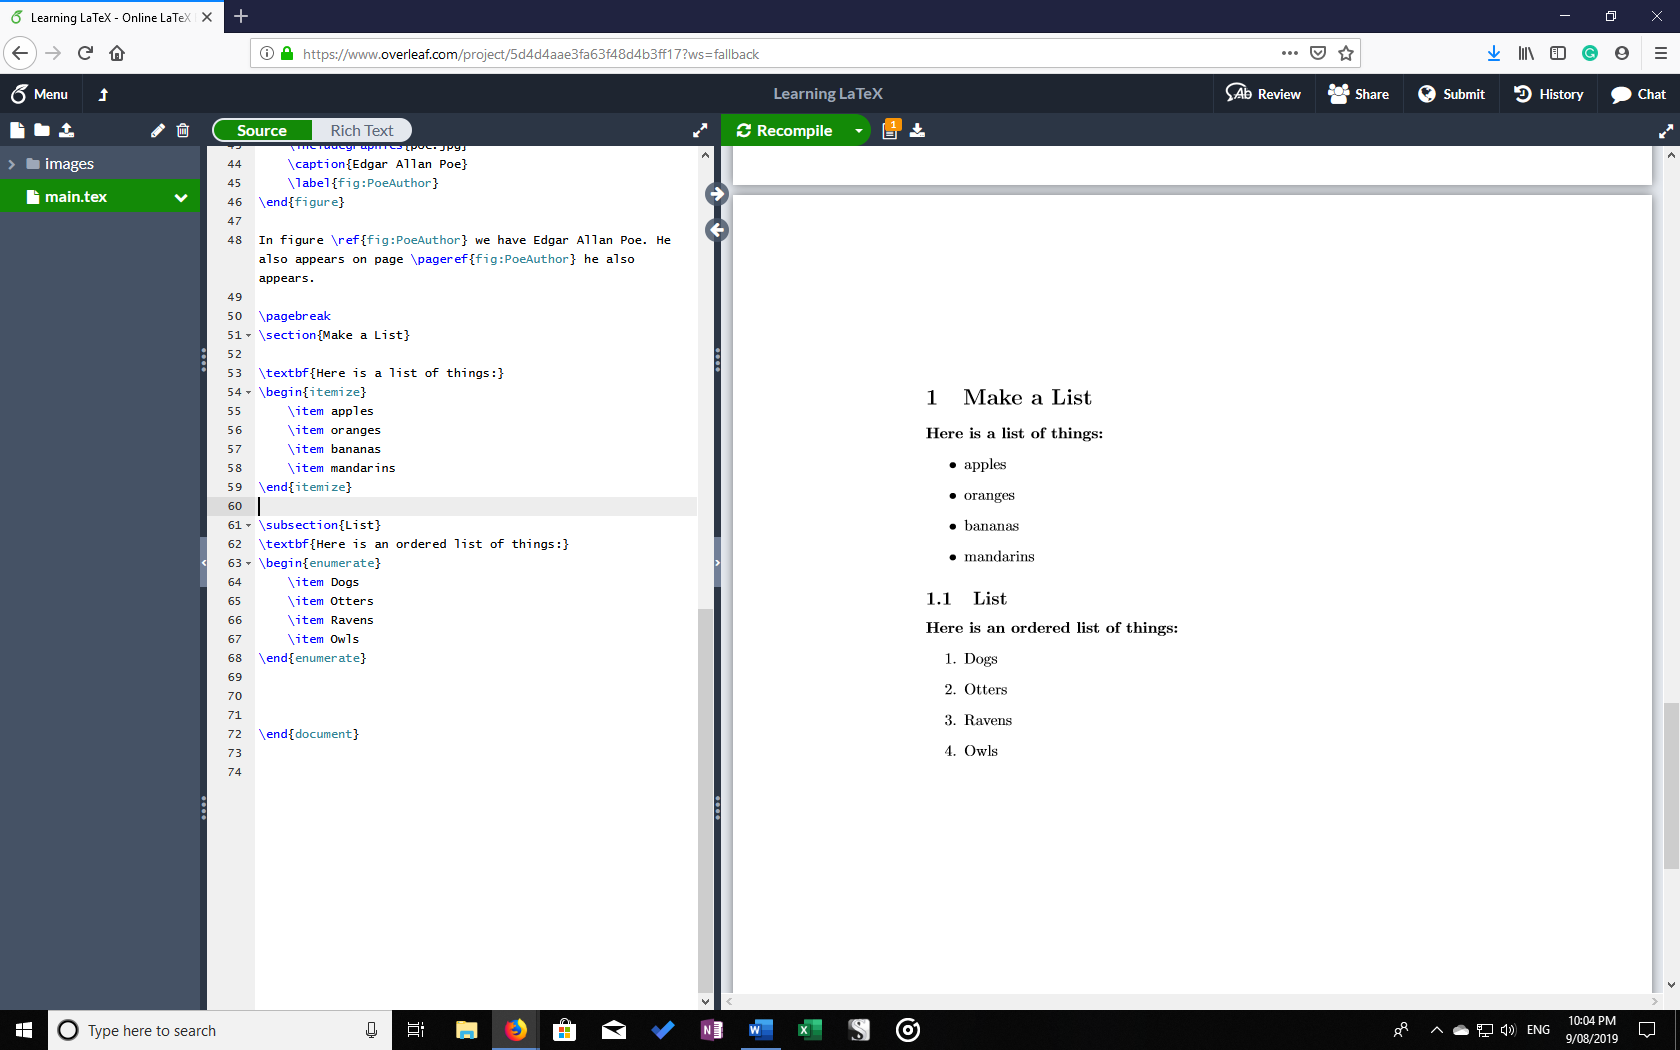 Learning LaTeX - Online LaTeX
https://www.overleaf.com/project/5d4d4aae3fa63f48d4b3ff17?ws=fallback
Menu
Learning LaTeX
Review
Share
Submit
History
Chat
Source
Rich Text
Recompile
1
images
main.tex
43 \includegraphics{poe.jpg}
44 \caption{Edgar Allan Poe}
45 \label{fig:PoeAuthor}
46 \end{figure}
47
48 In figure \ref{fig:PoeAuthor} we have Edgar Allan Poe. He
also appears on page \pageref{fig:PoeAuthor} he also
appears.
49
50 \pagebreak
51 \section{Make a List}
52
53 \textbf{Here is a list of things:}
54 \begin{itemize}
55 \item apples
56 \item oranges
57 \item bananas
58 \item mandarins
59 \end{itemize}
60
61 \subsection{List}
62 \textbf{Here is an ordered list of things:}
63 \begin{enumerate}
64 \item Dogs
65 \item Otters
66 \item Ravens
67 \item Owls
68 \end{enumerate}
69
70
71
72 \end{document}
73
74
1 Make a List
Here is a list of things:
• apples
• oranges
• bananas
• mandarins
1.1 List
Here is an ordered list of things:
1. Dogs
2. Otters
3. Ravens
4. Owls
Type here to search
ENG
10:04 PM
9/08/2019